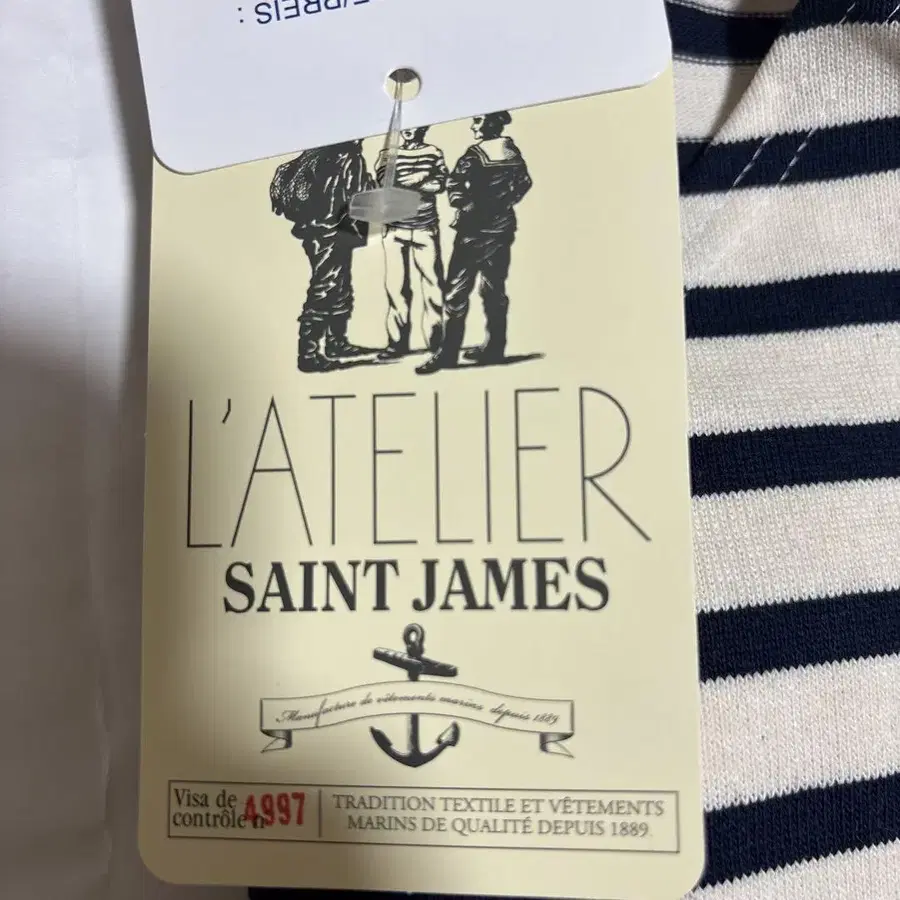 E/PREIS :
L'ATELIER
SAINT JAMES
Manufacture de vêtements marins depuis 1889
Visa de
contrôle n° 4997
TRADITION TEXTILE ET VÊTEMENTS
MARINS DE QUALITÉ DEPUIS 1889.